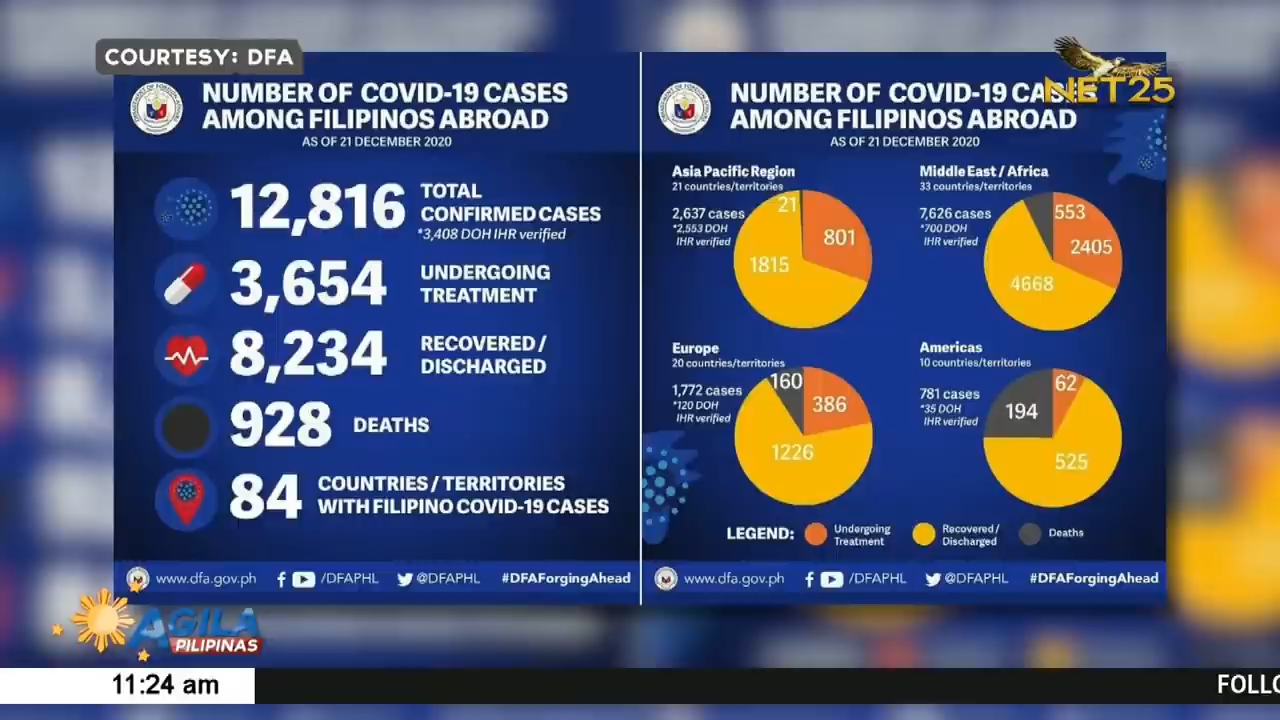 COURTESY: DFA
NET25
NUMBER OF COVID-19 CASES
AMONG FILIPINOS ABROAD
AS OF 21 DECEMBER 2020
12,816
TOTAL
CONFIRMED CASES
*3,408 DOH IHR verified
3,654
UNDERGOING
TREATMENT
8,234
RECOVERED /
DISCHARGED
928
DEATHS
84
COUNTRIES / TERRITORIES
WITH FILIPINO COVID-19 CASES
www.dfa.gov.ph
/DFAPHL
@DFAPHL
#DFAForgingAhead
NUMBER OF COVID-19 CASES
AMONG FILIPINOS ABROAD
AS OF 21 DECEMBER 2020
Asia Pacific Region
21 countries/territories
2,637 cases
*2,553 DOH
IHR verified
21
801
1815
Middle East / Africa
33 countries/territories
7,626 cases
*700 DOH
IHR verified
553
2405
4668
Europe
20 countries/territories
1,772 cases
*120 DOH
IHR verified
160
386
1226
Americas
10 countries/territories
781 cases
*35 DOH
IHR verified
62
194
525
LEGEND:
Undergoing
Treatment
Recovered /
Discharged
Deaths
www.dfa.gov.ph
/DFAPHL
@DFAPHL
#DFAForgingAhead
AGILA
PILIPINAS
11:24 am
FOLLO